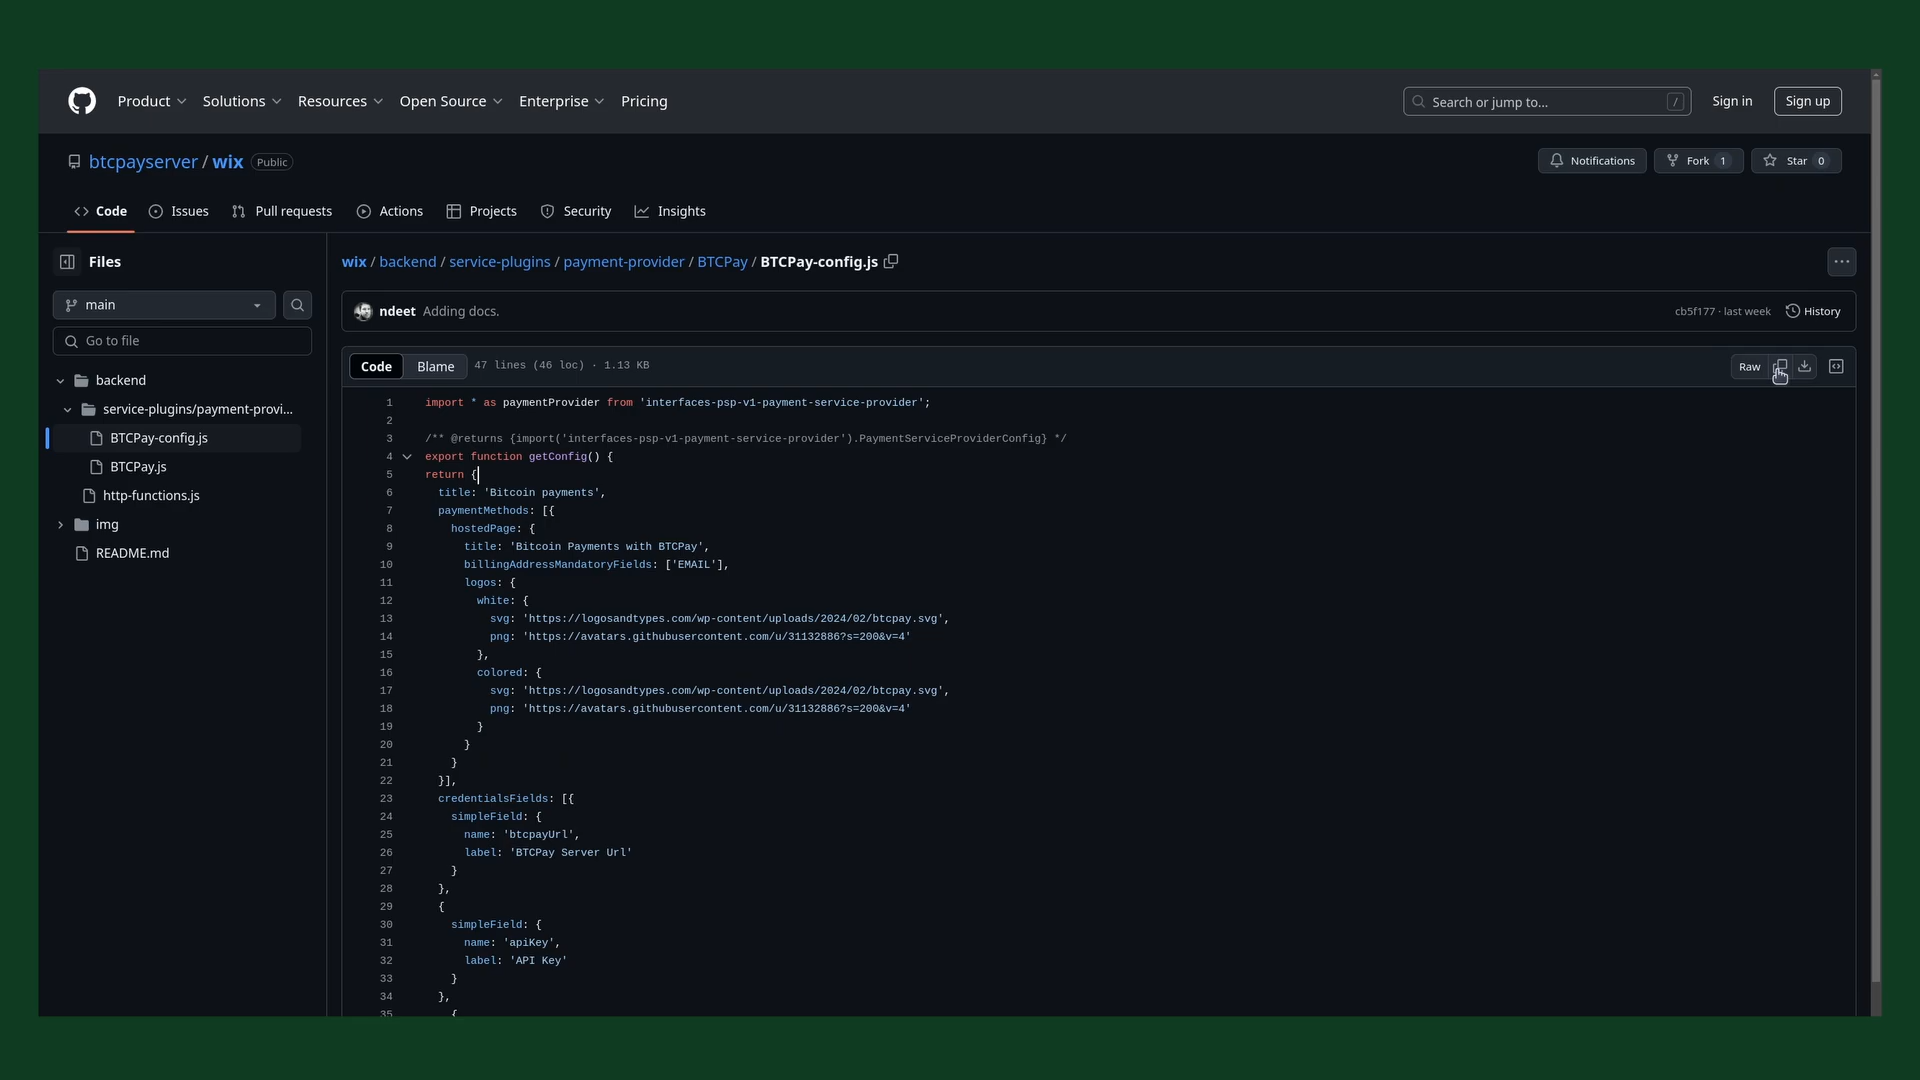 Product Solutions Resources Open Source Enterprise Pricing Search or jump to... / Sign in Sign up
btcpayserver / wix Public Notifications Fork 1 Star 0
Code Issues Pull requests Actions Projects Security Insights
Files
main
Go to file
backend
service-plugins/payment-provi...
BTCPay-config.js
BTCPay.js
http-functions.js
img
README.md
wix / backend / service-plugins / payment-provider / BTCPay / BTCPay-config.js
ndeet Adding docs. cb5f177 · last week History
Code Blame 47 lines (46 loc) · 1.13 KB Raw
1 import * as paymentProvider from 'interfaces-psp-v1-payment-service-provider';
2
3 /** @returns {import('interfaces-psp-v1-payment-service-provider').PaymentServiceProviderConfig} */
4 export function getConfig() {
5 return {
6 title: 'Bitcoin payments',
7 paymentMethods: [{
8 hostedPage: {
9 title: 'Bitcoin Payments with BTCPay',
10 billingAddressMandatoryFields: ['EMAIL'],
11 logos: {
12 white: {
13 svg: 'https://logosandtypes.com/wp-content/uploads/2024/02/btcpay.svg',
14 png: 'https://avatars.githubusercontent.com/u/31132886?s=200&v=4'
15 },
16 colored: {
17 svg: 'https://logosandtypes.com/wp-content/uploads/2024/02/btcpay.svg',
18 png: 'https://avatars.githubusercontent.com/u/31132886?s=200&v=4'
19 }
20 }
21 }
22 }],
23 credentialsFields: [{
24 simpleField: {
25 name: 'btcpayUrl',
26 label: 'BTCPay Server Url'
27 }
28 },
29 {
30 simpleField: {
31 name: 'apiKey',
32 label: 'API Key'
33 }
34 },
35 {